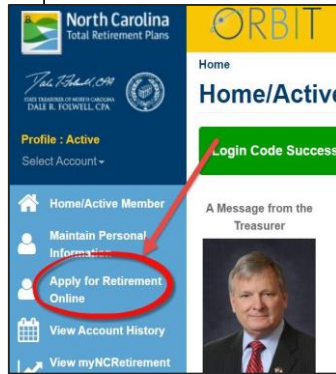 North Carolina
Total Retirement Plans
ORBIT
Dale R. Folwell, CPA
STATE TREASURER OF NORTH CAROLINA
DALE R. FOLWELL, CPA
Home
Home/Active
Profile : Active
Select Account
Login Code Success
Home/Active Member
Maintain Personal
Information
Apply for Retirement
Online
View Account History
View myNCRetirement
A Message from the
Treasurer